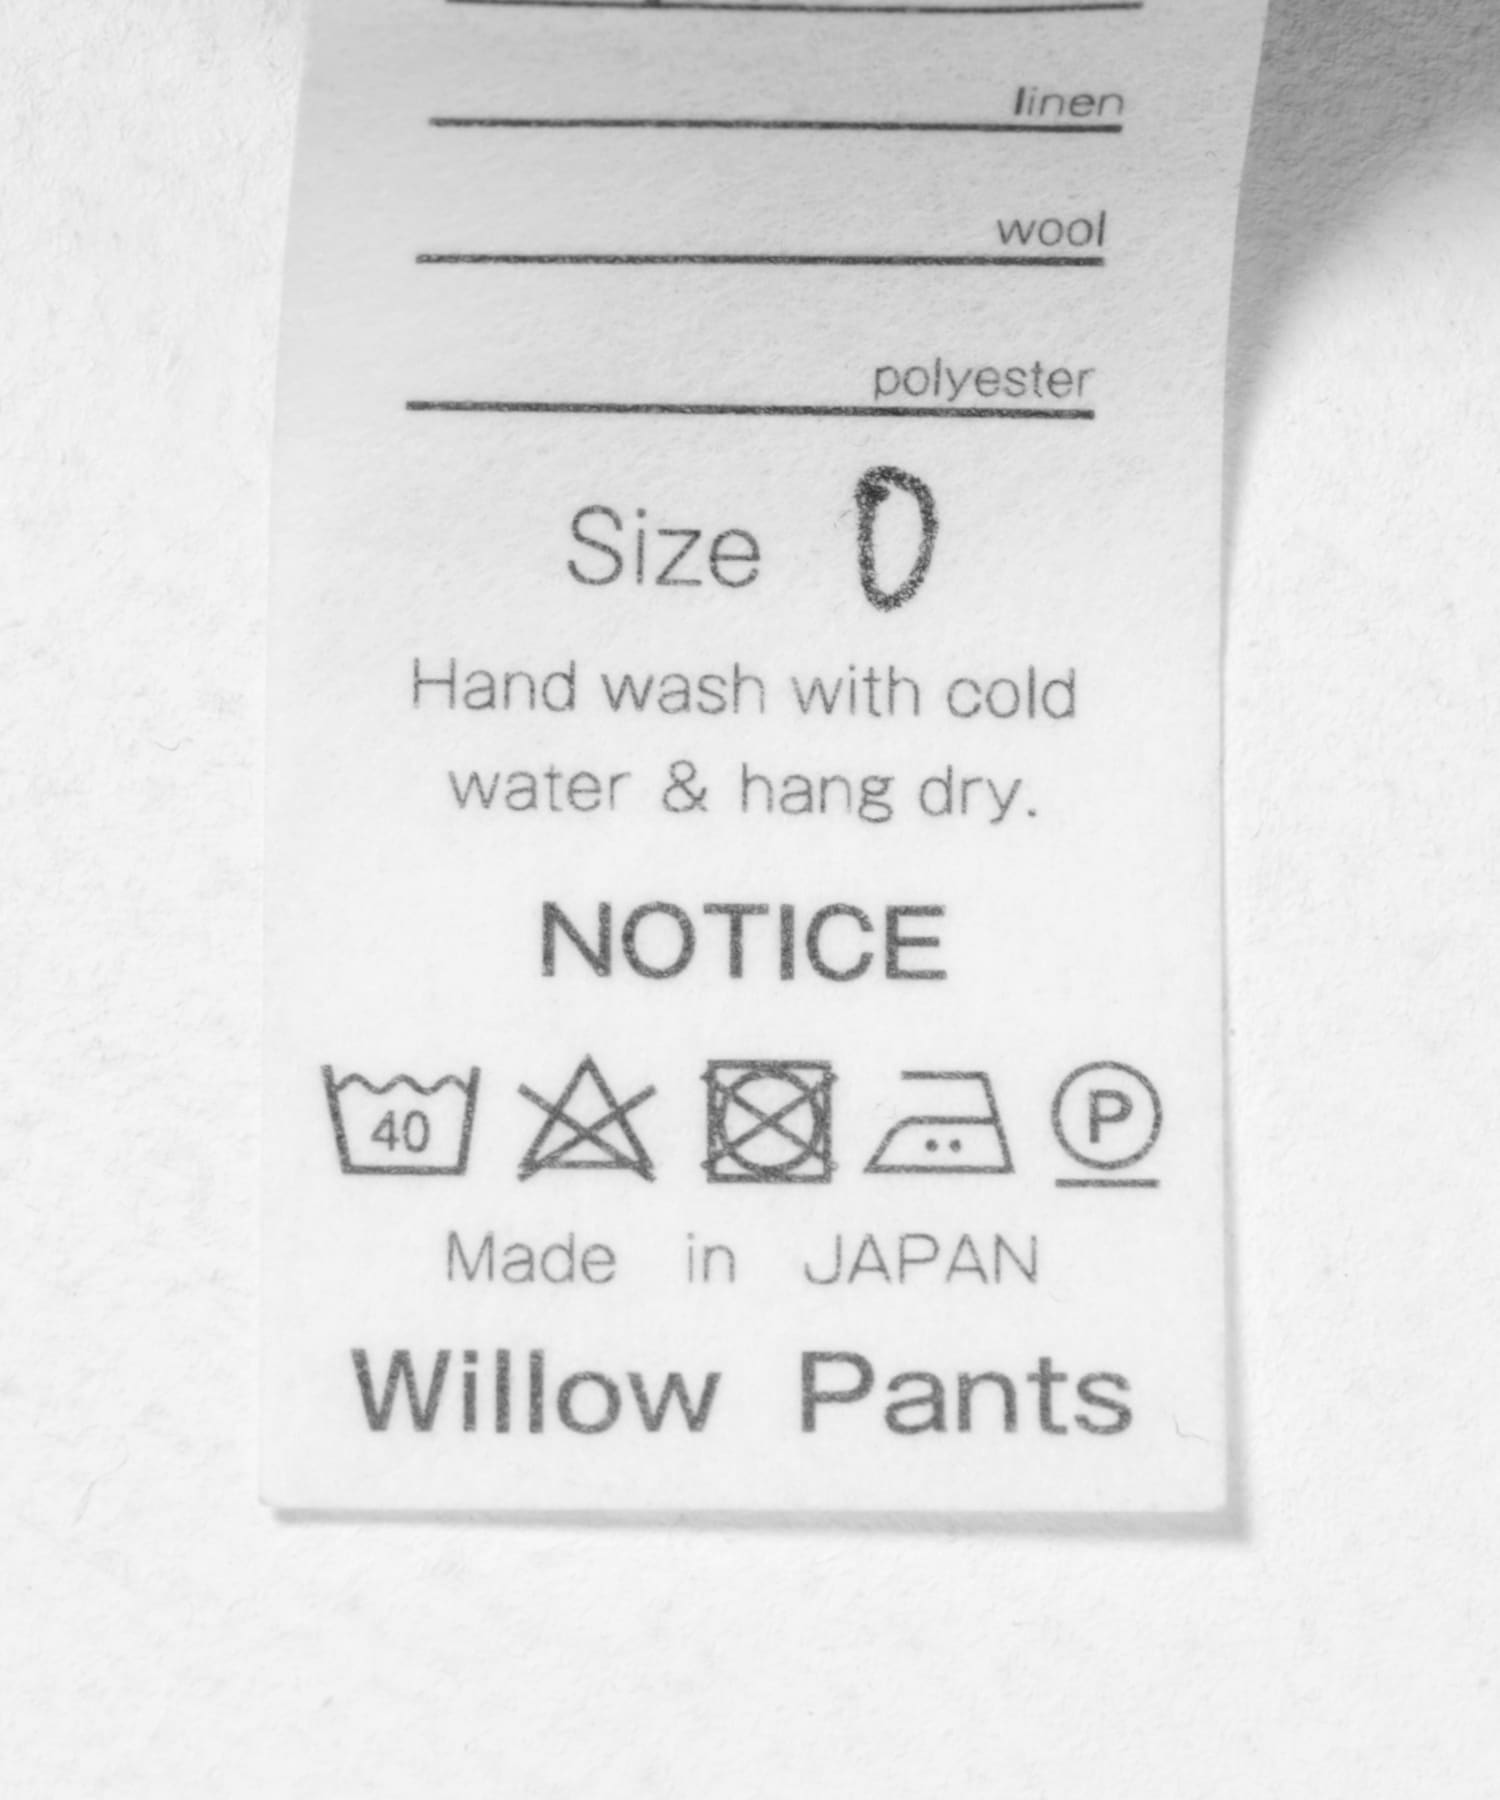 linen
wool
polyester
Size 0
Hand wash with cold
water & hang dry.
NOTICE
40 P
Made in JAPAN
Willow Pants